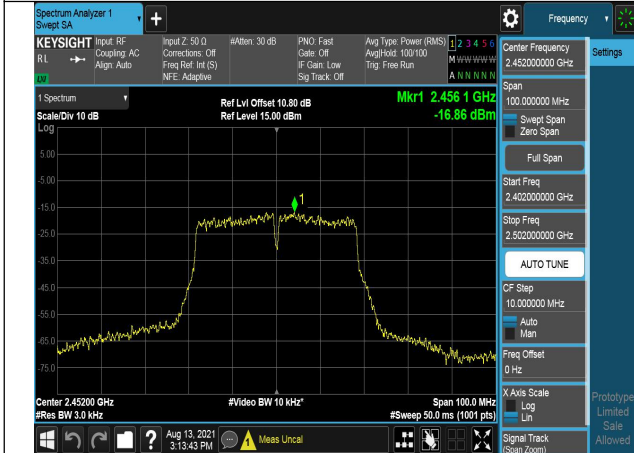 Spectrum Analyzer 1
Swept SA
+
Frequency
KEYSIGHT
RL
Input: RF
Coupling: AC
Align: Auto
Input Z: 50 Ω
Corrections: Off
Freq Ref: Int (S)
NFE: Adaptive
#Atten: 30 dB
PNO: Fast
Gate: Off
IF Gain: Low
Sig Track: Off
Avg Type: Power (RMS)
Avg|Hold: 100/100
Trig: Free Run
1 2 3 4 5 6
M W W W W W
A N N N N N
LXI
1 Spectrum
Scale/Div 10 dB
Ref Lvl Offset 10.80 dB
Ref Level 15.00 dBm
Mkr1 2.456 1 GHz
-16.86 dBm
Log
5.00
-5.00
-15.0
-25.0
-35.0
-45.0
-55.0
-65.0
-75.0
1
Center 2.45200 GHz
#Res BW 3.0 kHz
#Video BW 10 kHz*
Span 100.0 MHz
#Sweep 50.0 ms (1001 pts)
Center Frequency
2.452000000 GHz
Settings
Span
100.000000 MHz
Swept Span
Zero Span
Full Span
Start Freq
2.402000000 GHz
Stop Freq
2.502000000 GHz
AUTO TUNE
CF Step
10.000000 MHz
Auto
Man
Freq Offset
0 Hz
X Axis Scale
Log
Lin
Signal Track
(Span Zoom)
Prototype
Limited
Sale
Allowed
?
Aug 13, 2021
3:13:43 PM
Meas Uncal